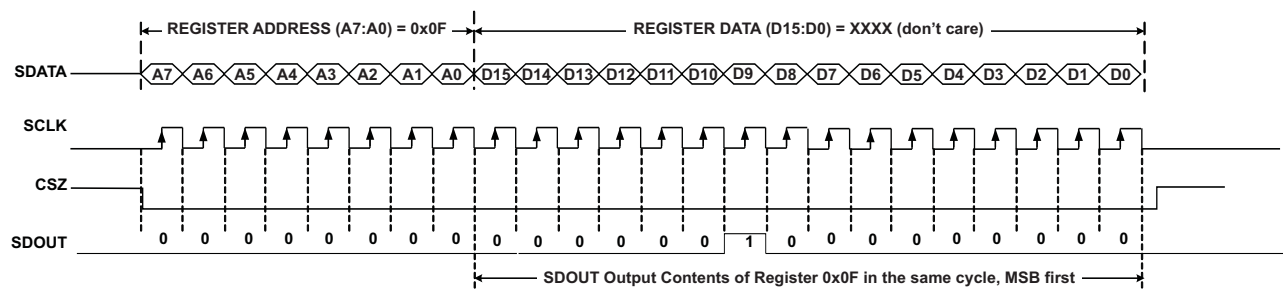 REGISTER ADDRESS (A7:A0) = 0x0F REGISTER DATA (D15:D0) = XXXX (don't care)
SDATA A7 A6 A5 A4 A3 A2 A1 A0 D15 D14 D13 D12 D11 D10 D9 D8 D7 D6 D5 D4 D3 D2 D1 D0
SCLK
CSZ
SDOUT 0 0 0 0 0 0 0 0 0 0 0 0 0 0 1 0 0 0 0 0 0 0 0 0
SDOUT Output Contents of Register 0x0F in the same cycle, MSB first